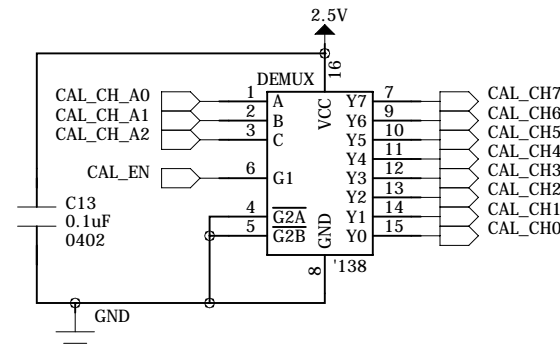 2.5V
16
DEMUX
CAL_CH_A0 1 A VCC Y7 7 CAL_CH7
CAL_CH_A1 2 B Y6 9 CAL_CH6
CAL_CH_A2 3 C Y5 10 CAL_CH5
Y4 11 CAL_CH4
CAL_EN 6 G1 Y3 12 CAL_CH3
Y2 13 CAL_CH2
C13
0.1uF
0402
4 G2A GND Y1 14 CAL_CH1
5 G2B Y0 15 CAL_CH0
8 '138
GND